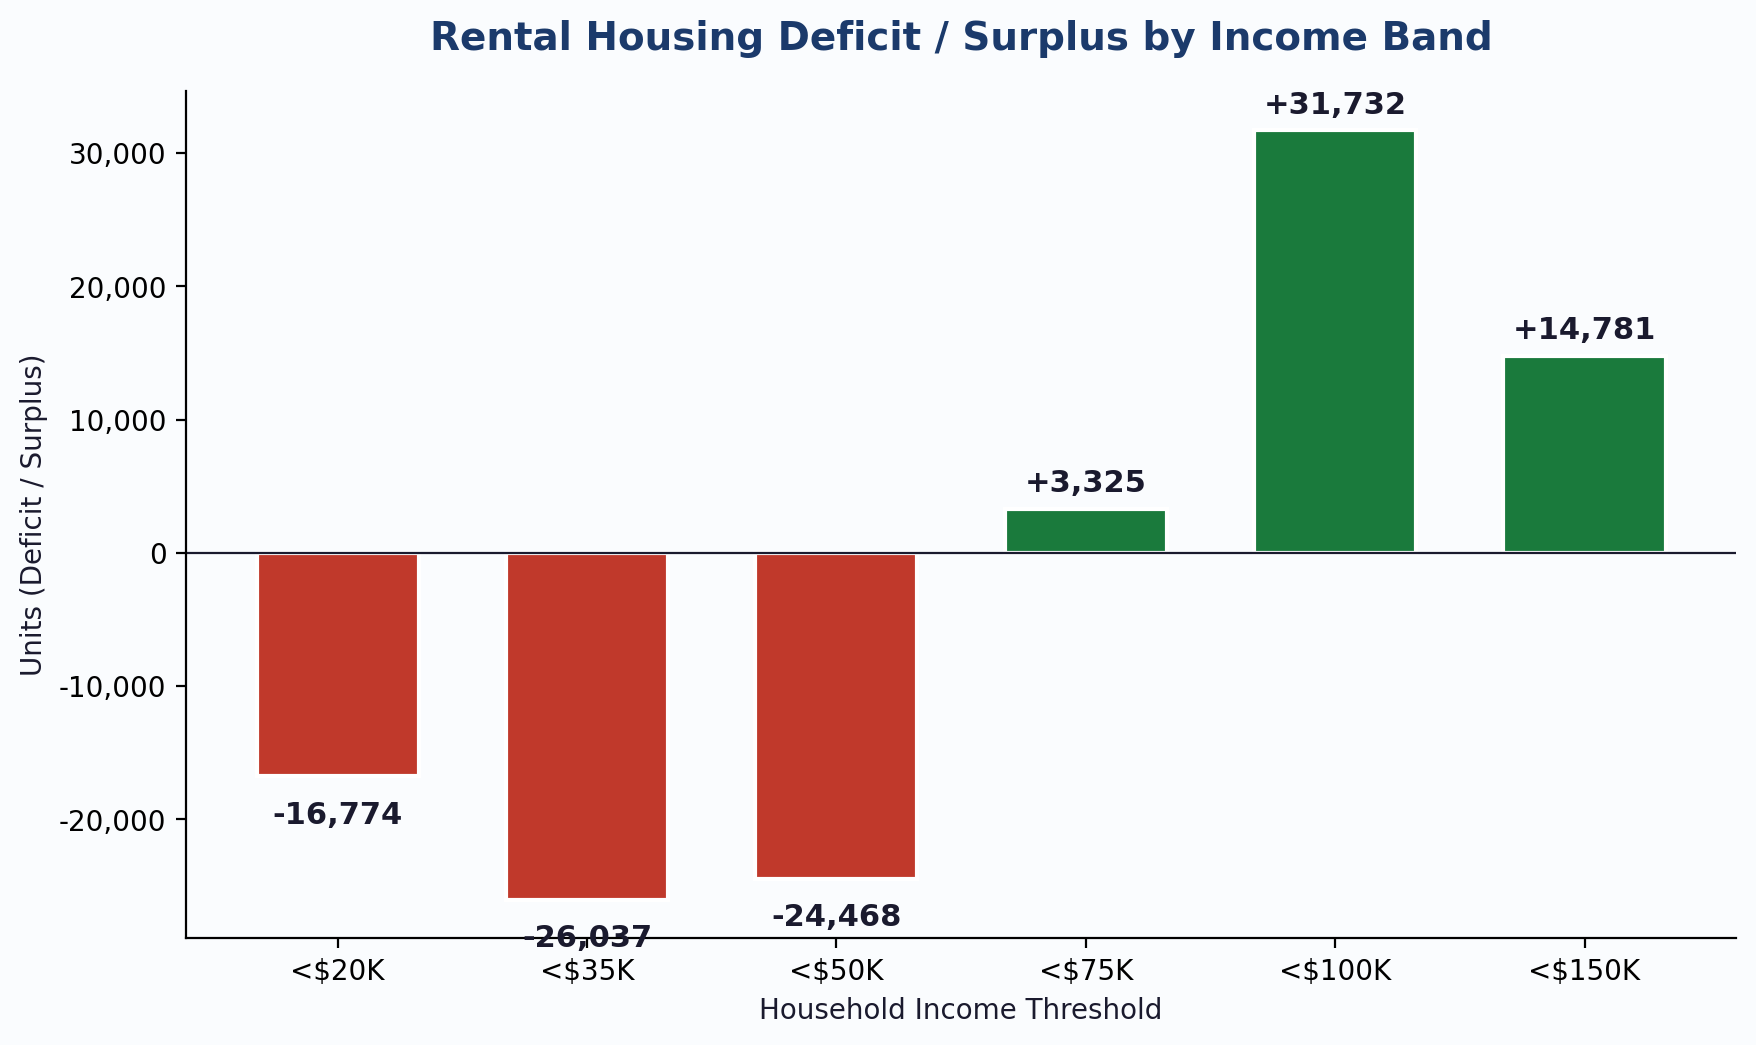 Rental Housing Deficit / Surplus by Income Band
Units (Deficit / Surplus)
30,000
20,000
10,000
0
-10,000
-20,000
+31,732
+14,781
+3,325
-16,774
-26,037
-24,468
<$20K
<$35K
<$50K
<$75K
<$100K
<$150K
Household Income Threshold